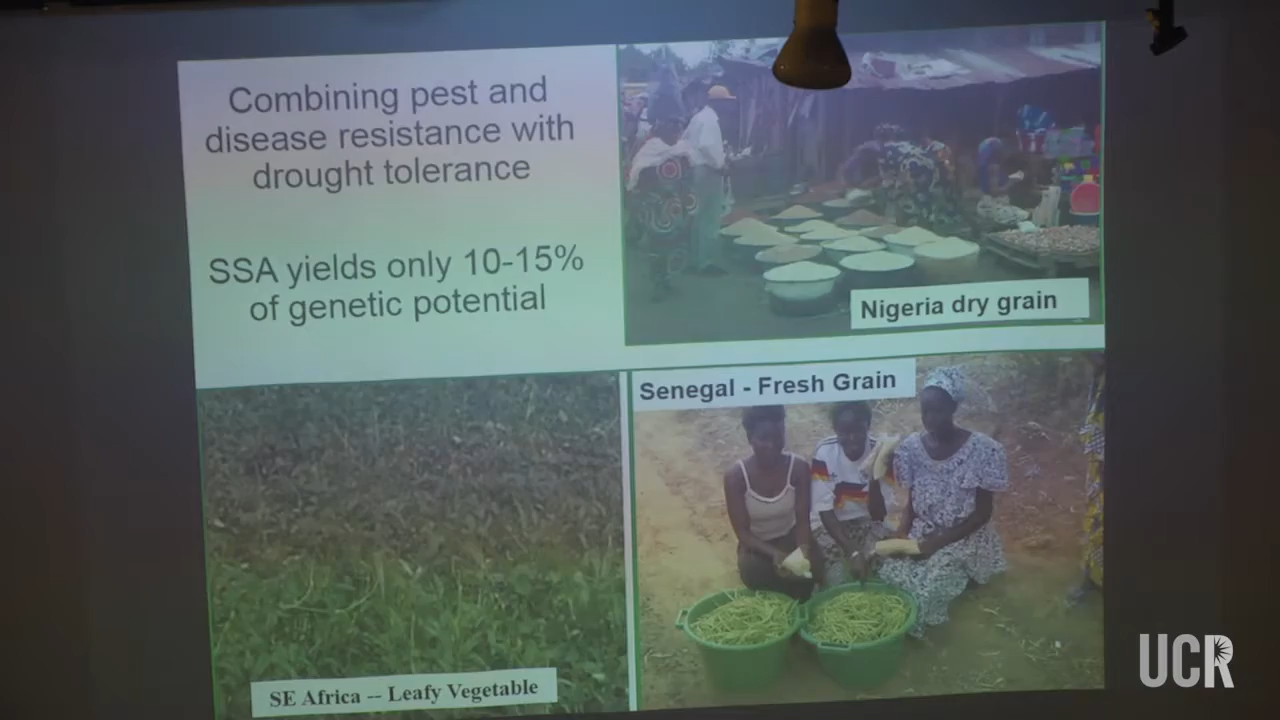 Combining pest and
disease resistance with
drought tolerance
SSA yields only 10-15%
of genetic potential
Nigeria dry grain
Senegal - Fresh Grain
SE Africa -- Leafy Vegetable
UCR